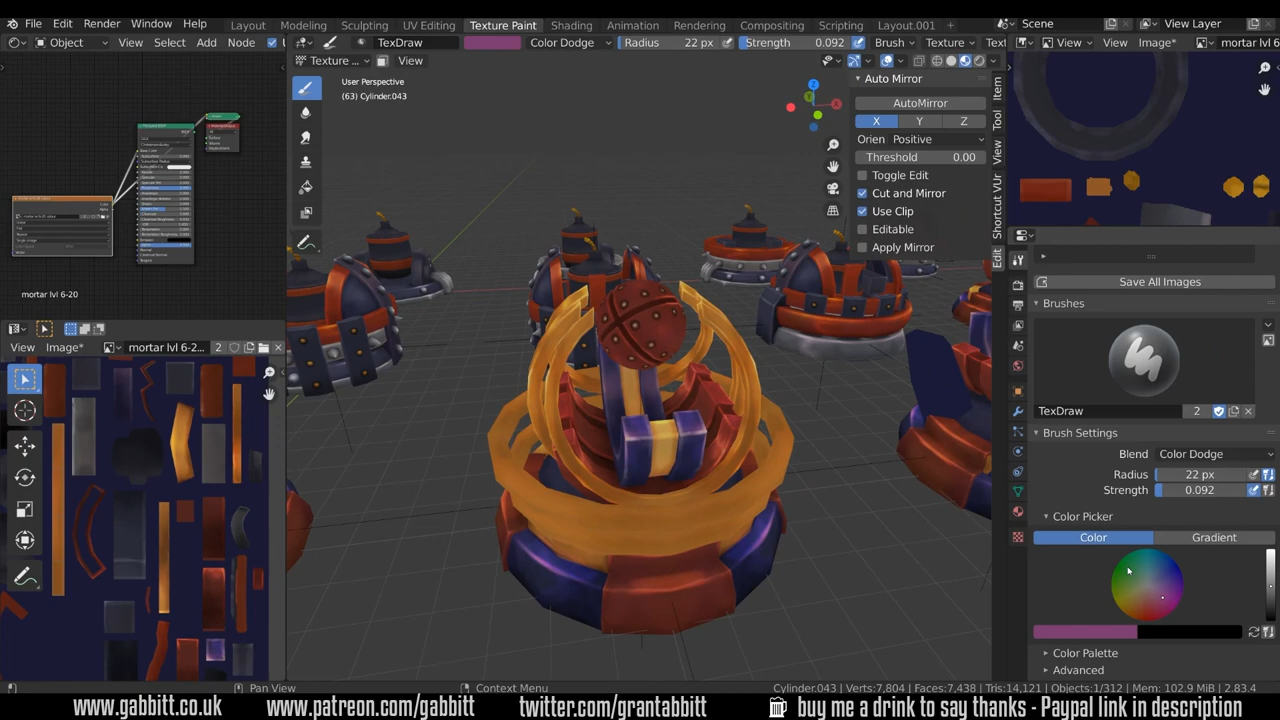 File Edit Render Window Help Layout Modeling Sculpting UV Editing Texture Paint Shading Animation Rendering Compositing Scripting Layout.001 + Scene View Layer
Object View Select Add Node TexDraw Color Dodge Radius 22 px Strength 0.092 Brush Texture Text View View Image* mortar lvl 6
Texture ... View
User Perspective
(63) Cylinder.043
Auto Mirror
AutoMirror
X Y Z
Orien Positive
Threshold 0.00
Toggle Edit
Cut and Mirror
Use Clip
Editable
Apply Mirror
Item
Tool
View
Shortcut VUr
Edit
X
mortar lvl 6-20
View Image* mortar lvl 6-2... 2
Save All Images
Brushes
TexDraw 2
Brush Settings
Blend Color Dodge
Radius 22 px
Strength 0.092
Color Picker
Color Gradient
Color Palette
Advanced
Pan View Context Menu Cylinder.043 | Verts:7,804 | Faces:7,438 | Tris:14,121 | Objects:1/312 | Mem: 102.9 MiB | 2.83.4
www.gabbitt.co.uk www.patreon.com/gabbitt twitter.com/grantabbitt buy me a drink to say thanks - Paypal link in description